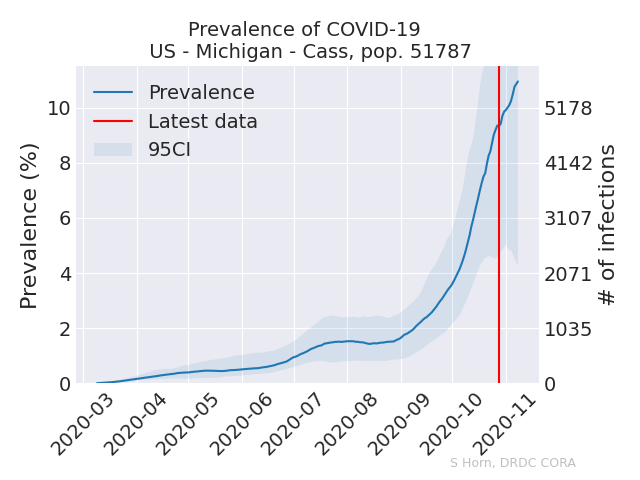 Prevalence of COVID-19
US - Michigan - Cass, pop. 51787
Prevalence
Latest data
95CI
Prevalence (%)
10
8
6
4
2
0
5178
4142
3107
2071
1035
0
# of infections
2020-03
2020-04
2020-05
2020-06
2020-07
2020-08
2020-09
2020-10
2020-11
S Horn, DRDC CORA